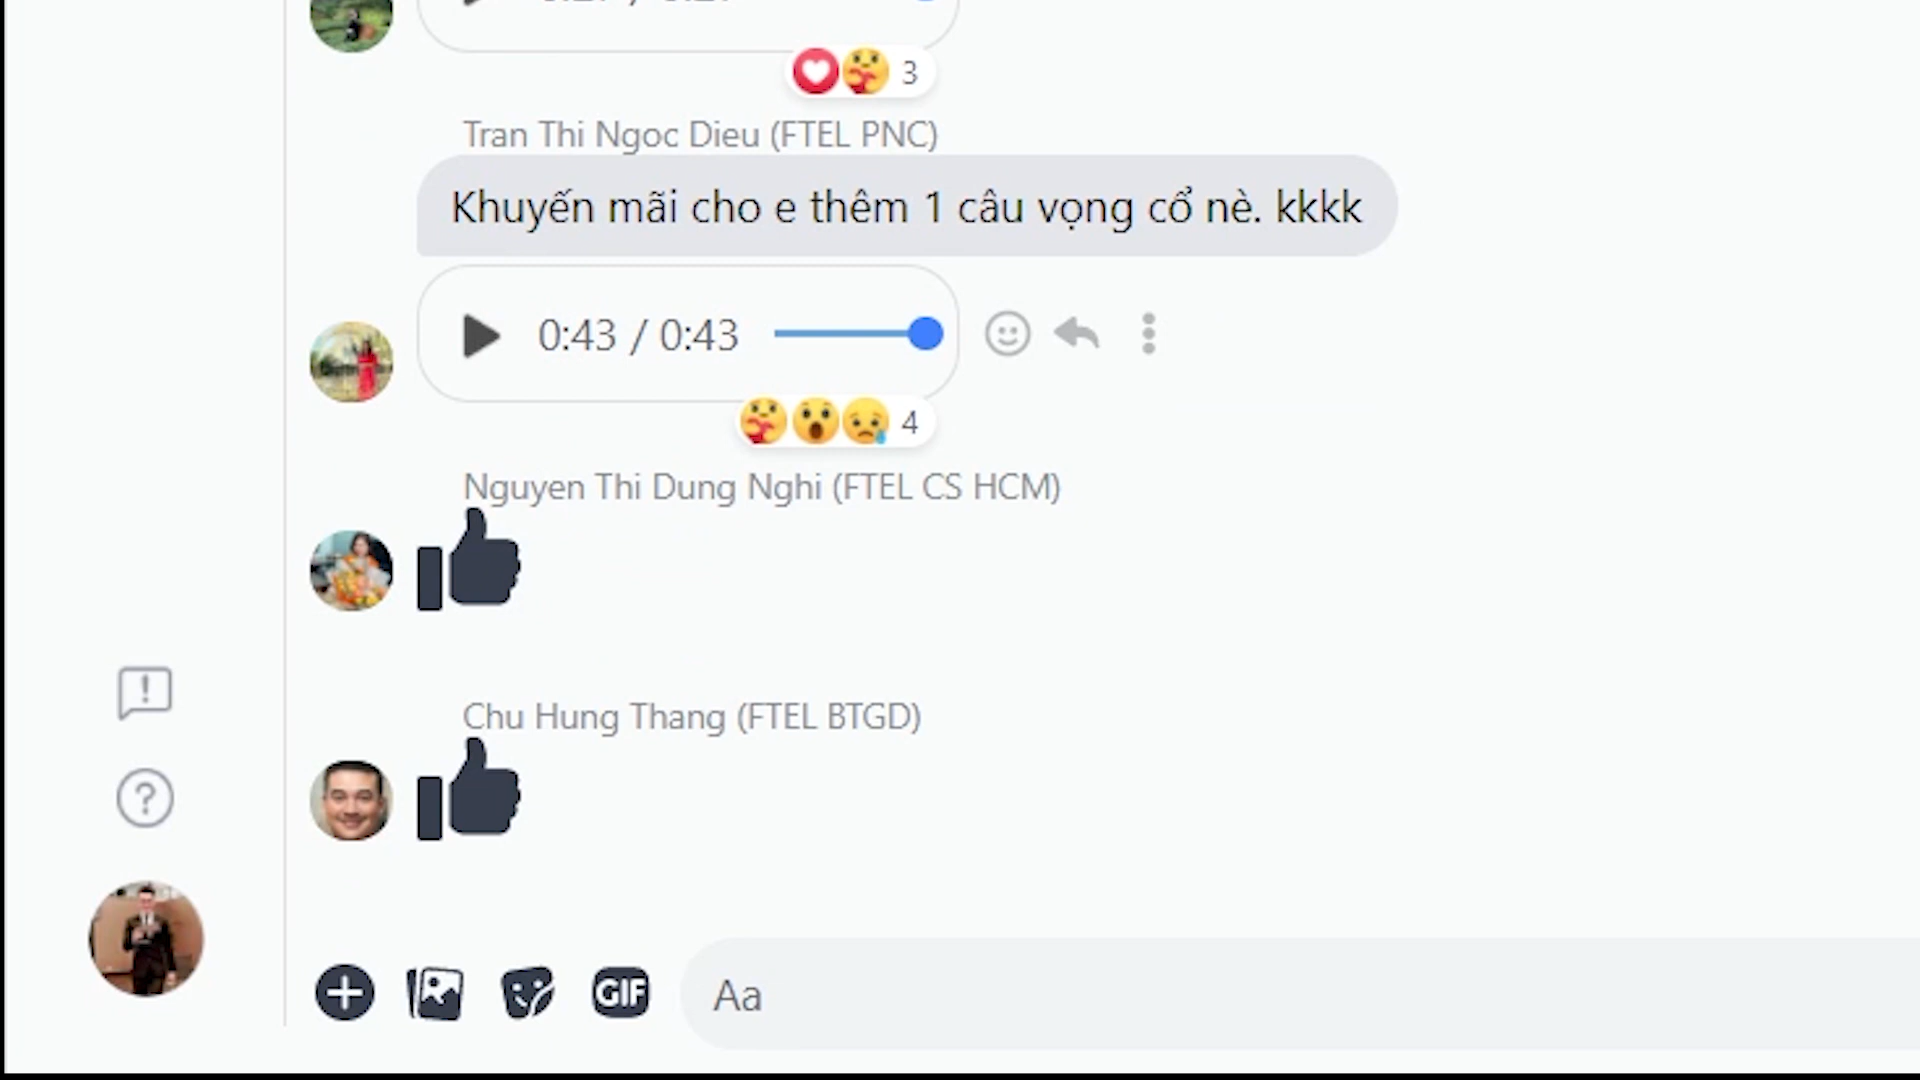 3
Tran Thi Ngoc Dieu (FTEL PNC)
Khuyến mãi cho e thêm 1 câu vọng cổ nè. kkkk
0:43 / 0:43
4
Nguyen Thi Dung Nghi (FTEL CS HCM)
Chu Hung Thang (FTEL BTGD)
GIF
Aa